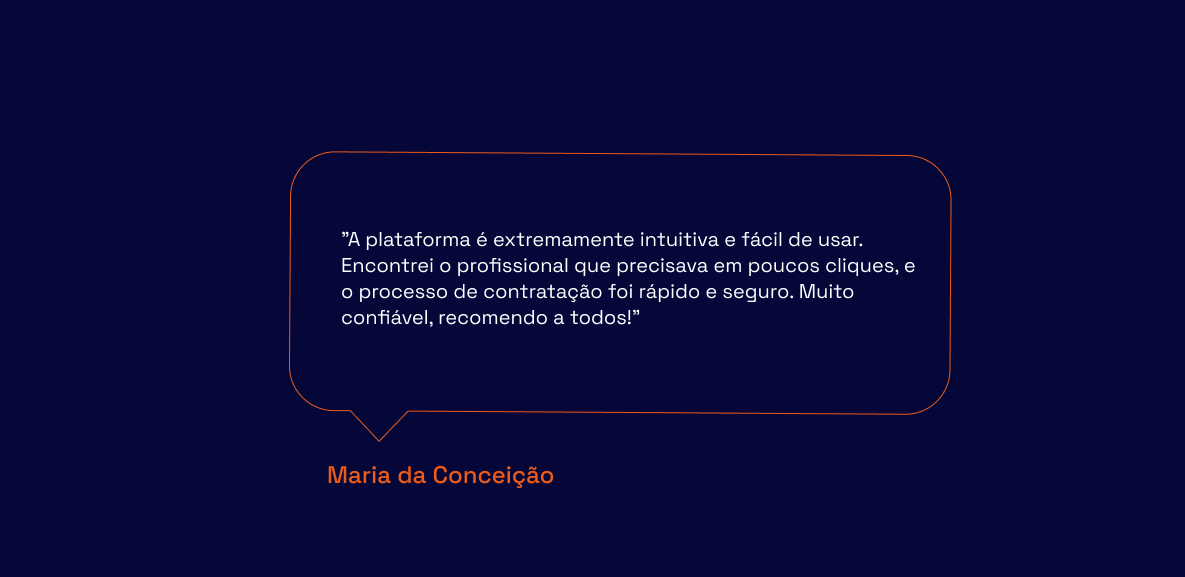 ”A plataforma é extremamente intuitiva e fácil de usar.
Encontrei o profissional que precisava em poucos cliques, e
o processo de contratação foi rápido e seguro. Muito
confiável, recomendo a todos!”
Maria da Conceição